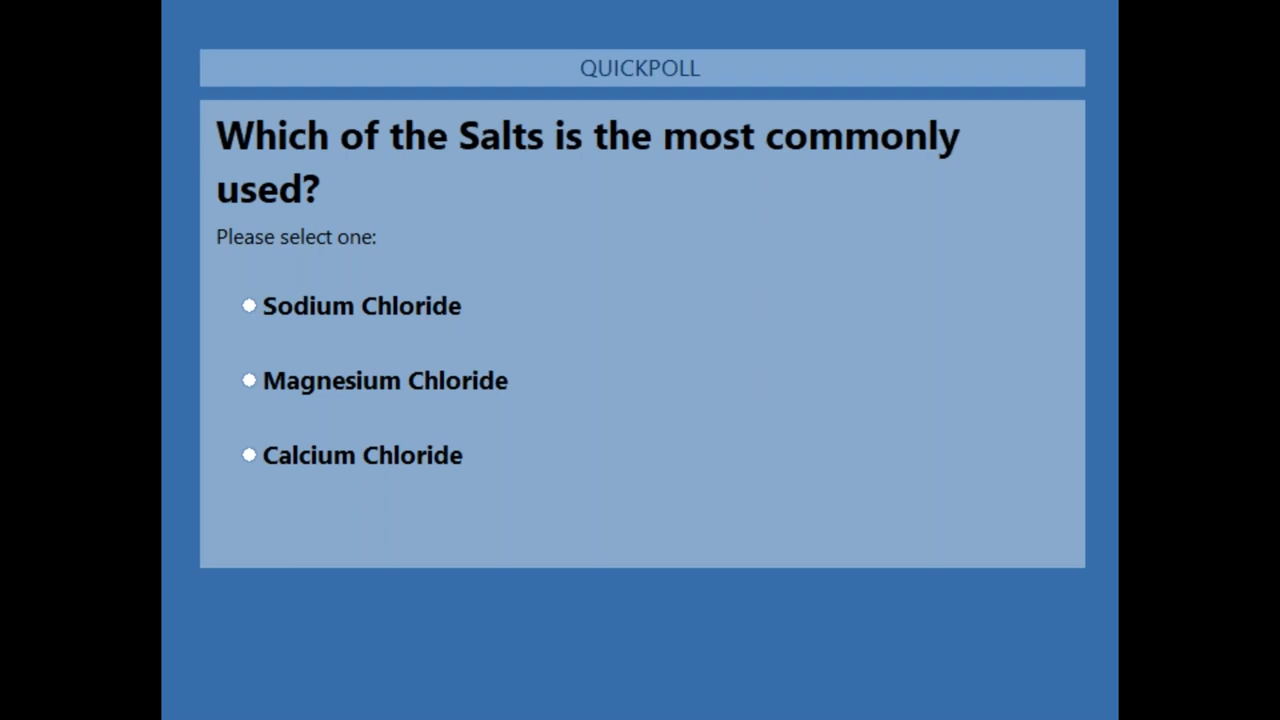 QUICKPOLL
Which of the Salts is the most commonly
used?
Please select one:
Sodium Chloride
Magnesium Chloride
Calcium Chloride